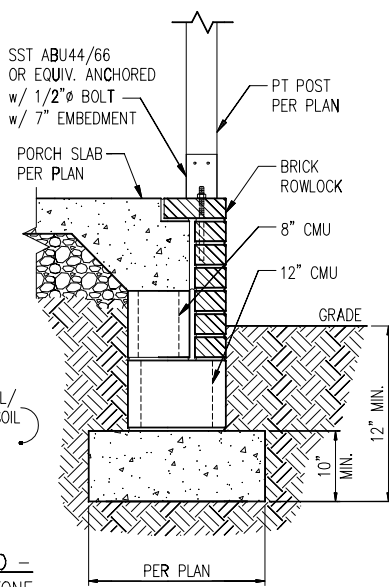 SST ABU44/66
OR EQUIV. ANCHORED
w/ 1/2"ø BOLT
w/ 7" EMBEDMENT
PT POST
PER PLAN
PORCH SLAB
PER PLAN
BRICK
ROWLOCK
8" CMU
12" CMU
GRADE
12" MIN.
10"
MIN.
PER PLAN